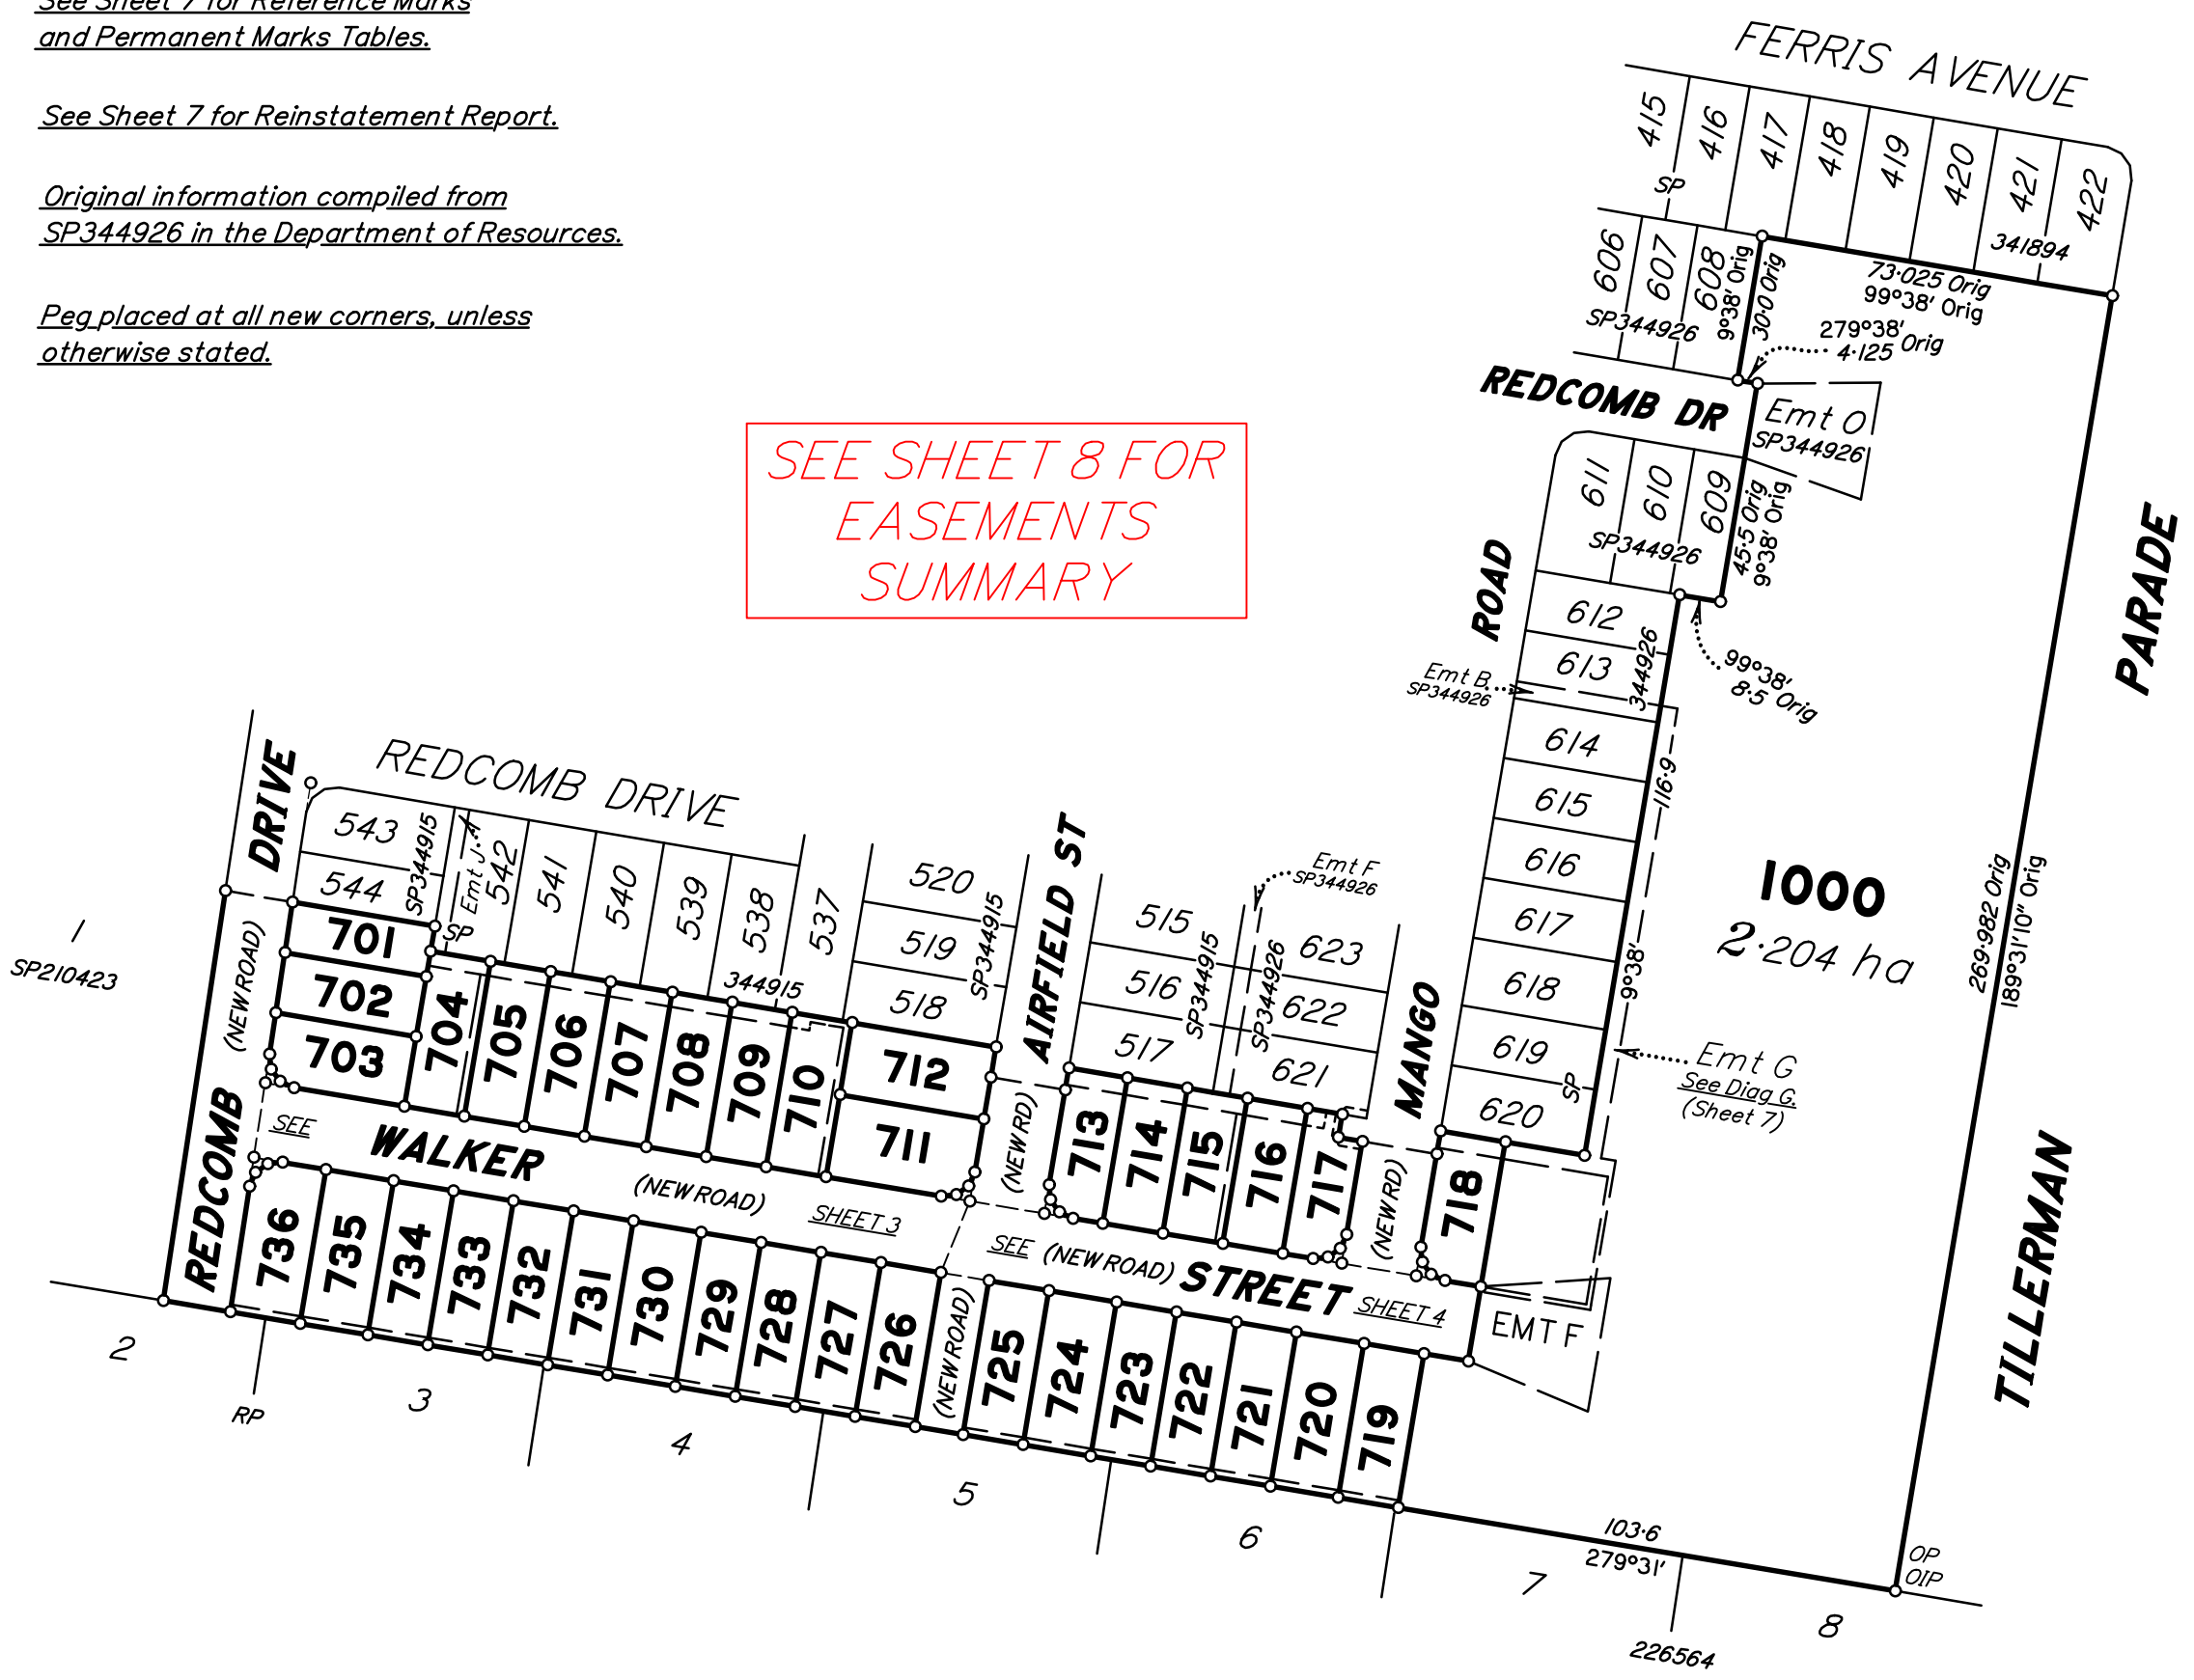 See Sheet 7 for Reference Marks
and Permanent Marks Tables.
See Sheet 7 for Reinstatement Report.
Original information compiled from
SP344926 in the Department of Resources.
Peg placed at all new corners, unless
otherwise stated.
SEE SHEET 8 FOR
EASEMENTS
SUMMARY
FERRIS AVENUE
415
416
417
418
419
420
421
422
SP
341894
606
607
608
SP344926
9°38' Orig
30·0 Orig
73·025 Orig
99°38' Orig
279°38'
4·125 Orig
REDCOMB DR
Emt O
SP344926
611
610
609
SP344926
45·5 Orig
9°38' Orig
ROAD
612
613
344926
99°38'
8·5 Orig
Emt B
SP344926
614
615
616
617
618
619
620
SP
116·9
9°38'
PARADE
1000
2·204 ha
269·982 Orig
189°31'10" Orig
Emt G
See Diag G.
(Sheet 7)
TILLERMAN
MANGO
DRIVE
REDCOMB DRIVE
543
544
SP344915
Emt J
542
541
540
539
538
537
SP
344915
520
519
518
SP344915
AIRFIELD ST
515
516
517
SP344915
Emt F
SP344926
SP344926
623
622
621
1
SP210423
(NEW ROAD)
701
702
703
704
705
706
707
708
709
710
712
711
(NEW RD)
713
714
715
716
717
(NEW RD)
718
REDCOMB
SEE
WALKER
(NEW ROAD)
SHEET 3
SEE
(NEW ROAD)
STREET
SHEET 4
EMT F
736
735
734
733
732
731
730
729
728
727
726
(NEW ROAD)
725
724
723
722
721
720
719
2
RP
3
4
5
6
7
8
103·6
279°31'
OP
OIP
226564